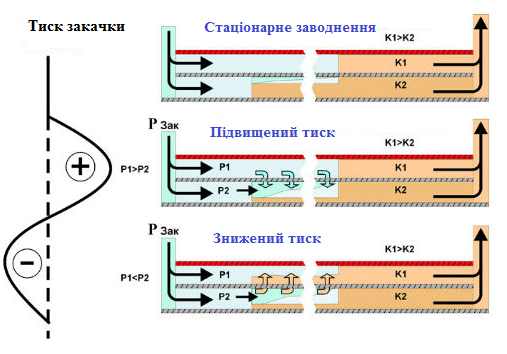 Тиск закачки
Стаціонарне заводнення
K1>K2
K1
K2
P Зак
Підвищений тиск
K1>K2
+
P1>P2
P1
K1
P2
K2
P Зак
Знижений тиск
K1>K2
−
P1<P2
P1
K1
P2
K2